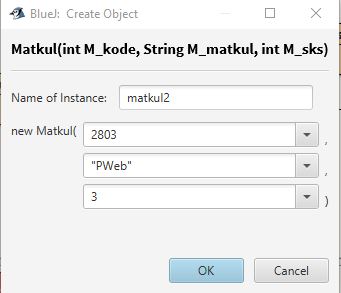 BlueJ: Create Object
Matkul(int M_kode, String M_matkul, int M_sks)
Name of Instance: matkul2
new Matkul( 2803 ,
"PWeb" ,
3 )
OK Cancel